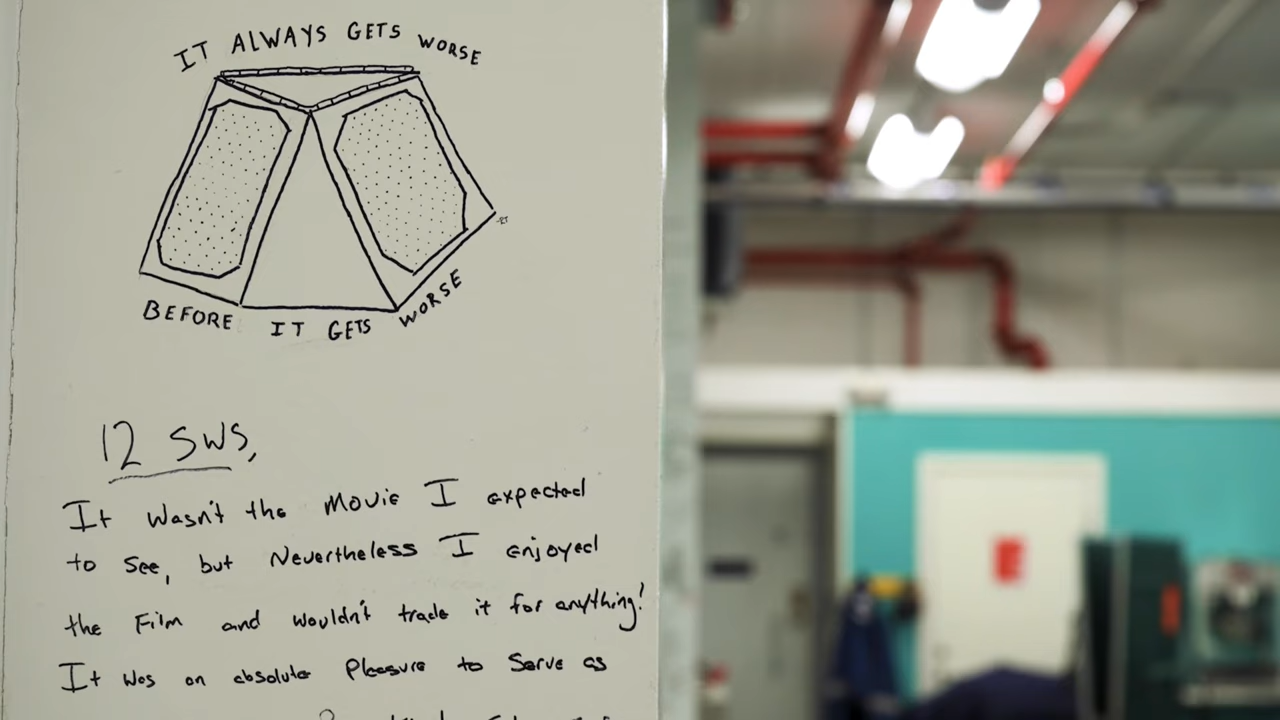 IT ALWAYS GETS WORSE
BEFORE IT GETS WORSE
12 SWS,
It wasn't the Movie I expected
to see, but Nevertheless I enjoyed
the Film and wouldn't trade it for anything!
It was an absolute Pleasure to Serve as